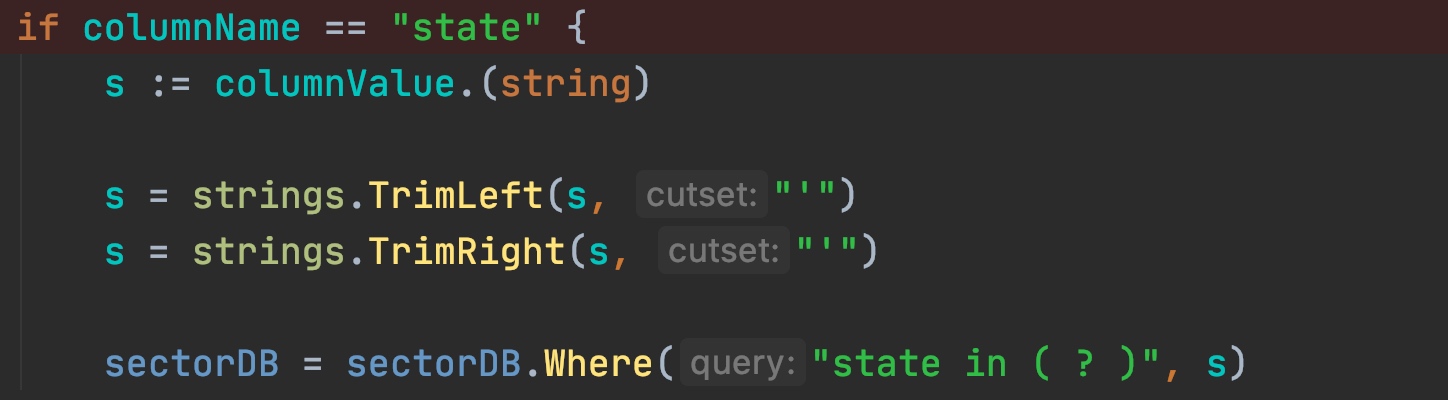 if columnName == "state" {
s := columnValue.(string)
s = strings.TrimLeft(s, cutset: "'")
s = strings.TrimRight(s, cutset: "'")
sectorDB = sectorDB.Where( query: "state in ( ? )", s)